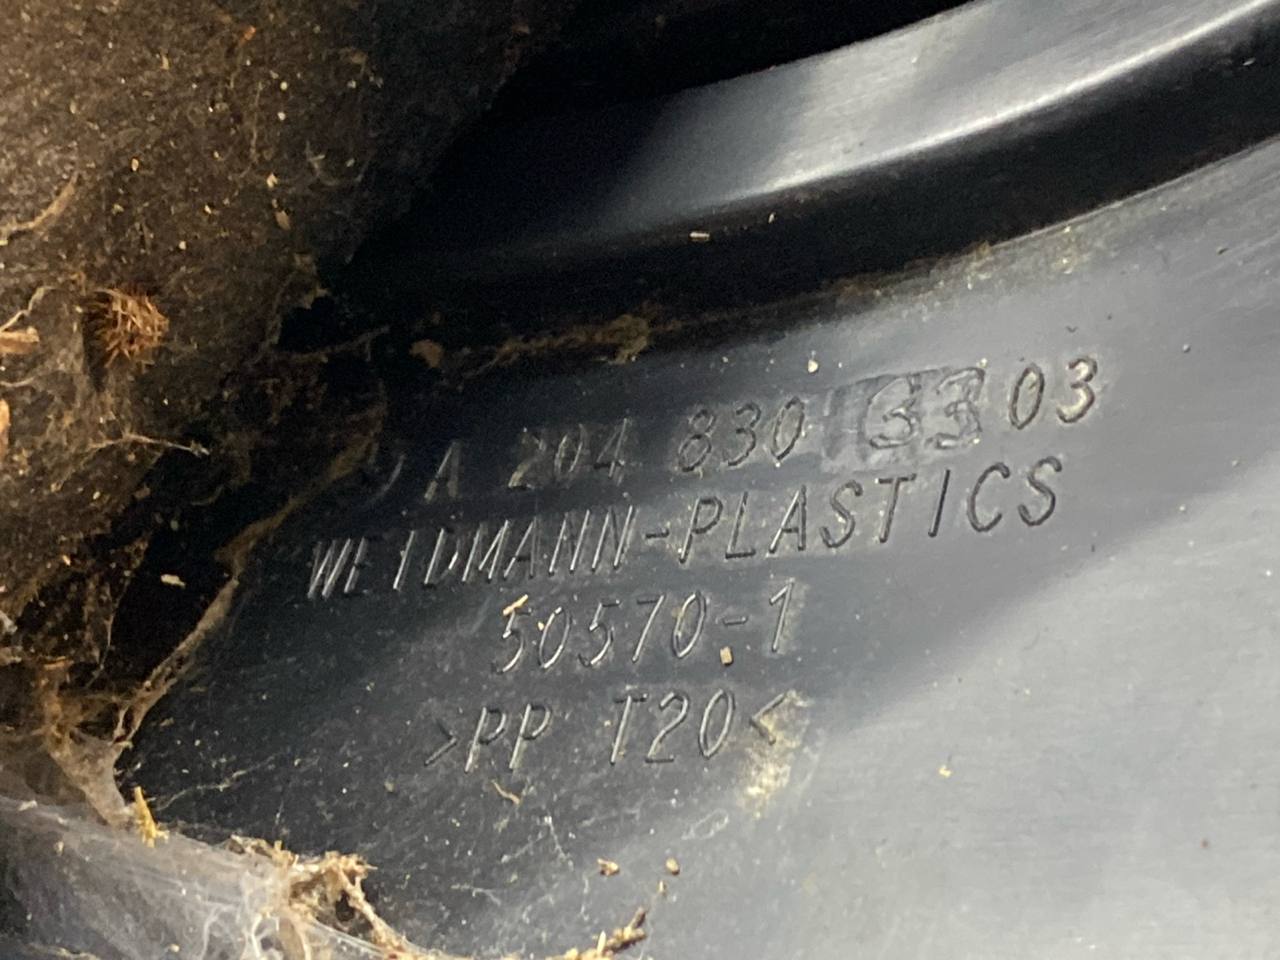 A 204 830 33 03
WEIDMANN-PLASTICS
50570-1
>PP T20<